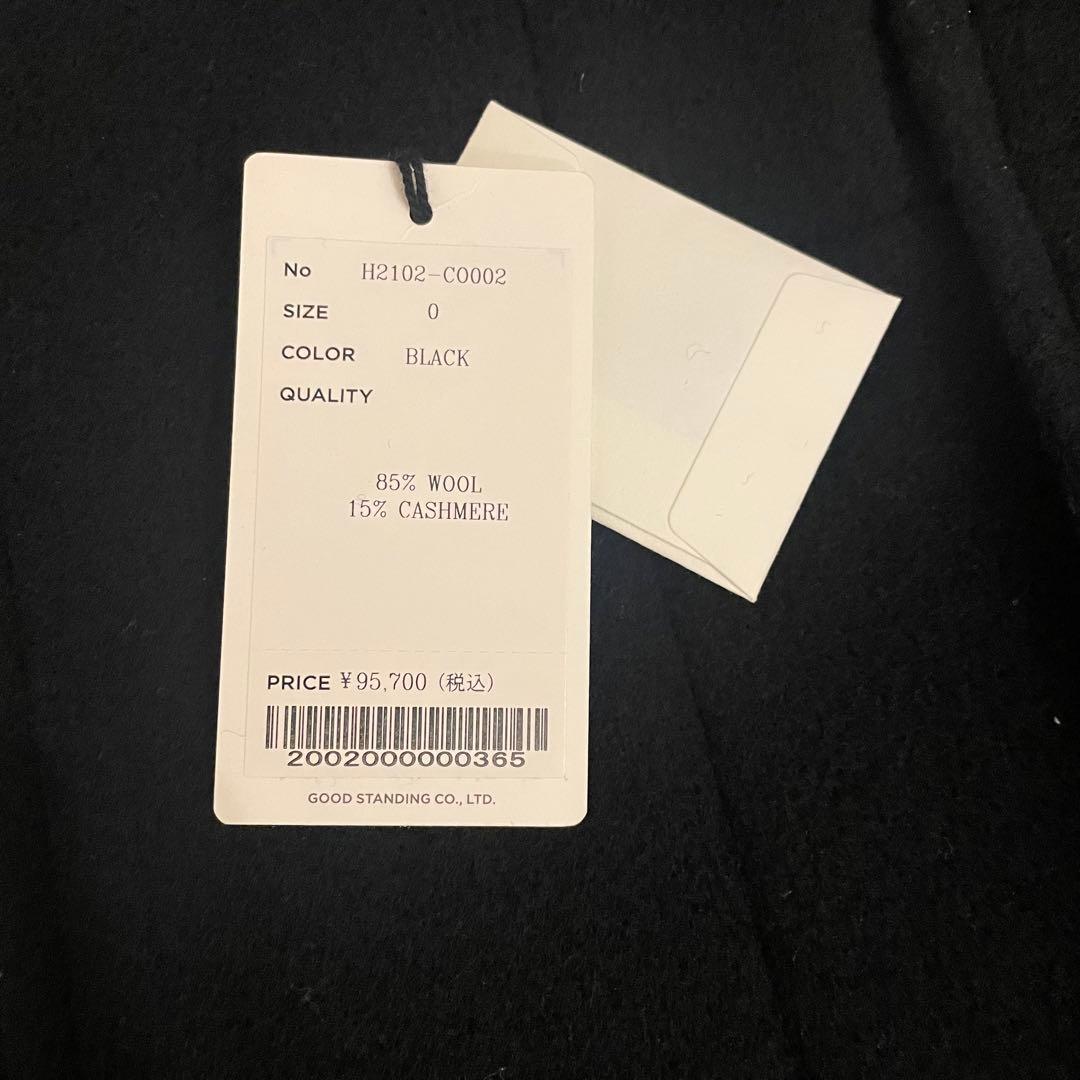 No H2102-CO002
SIZE 0
COLOR BLACK
QUALITY
85% WOOL
15% CASHMERE
PRICE ¥95,700 (税込)
2002000000365
GOOD STANDING CO., LTD.